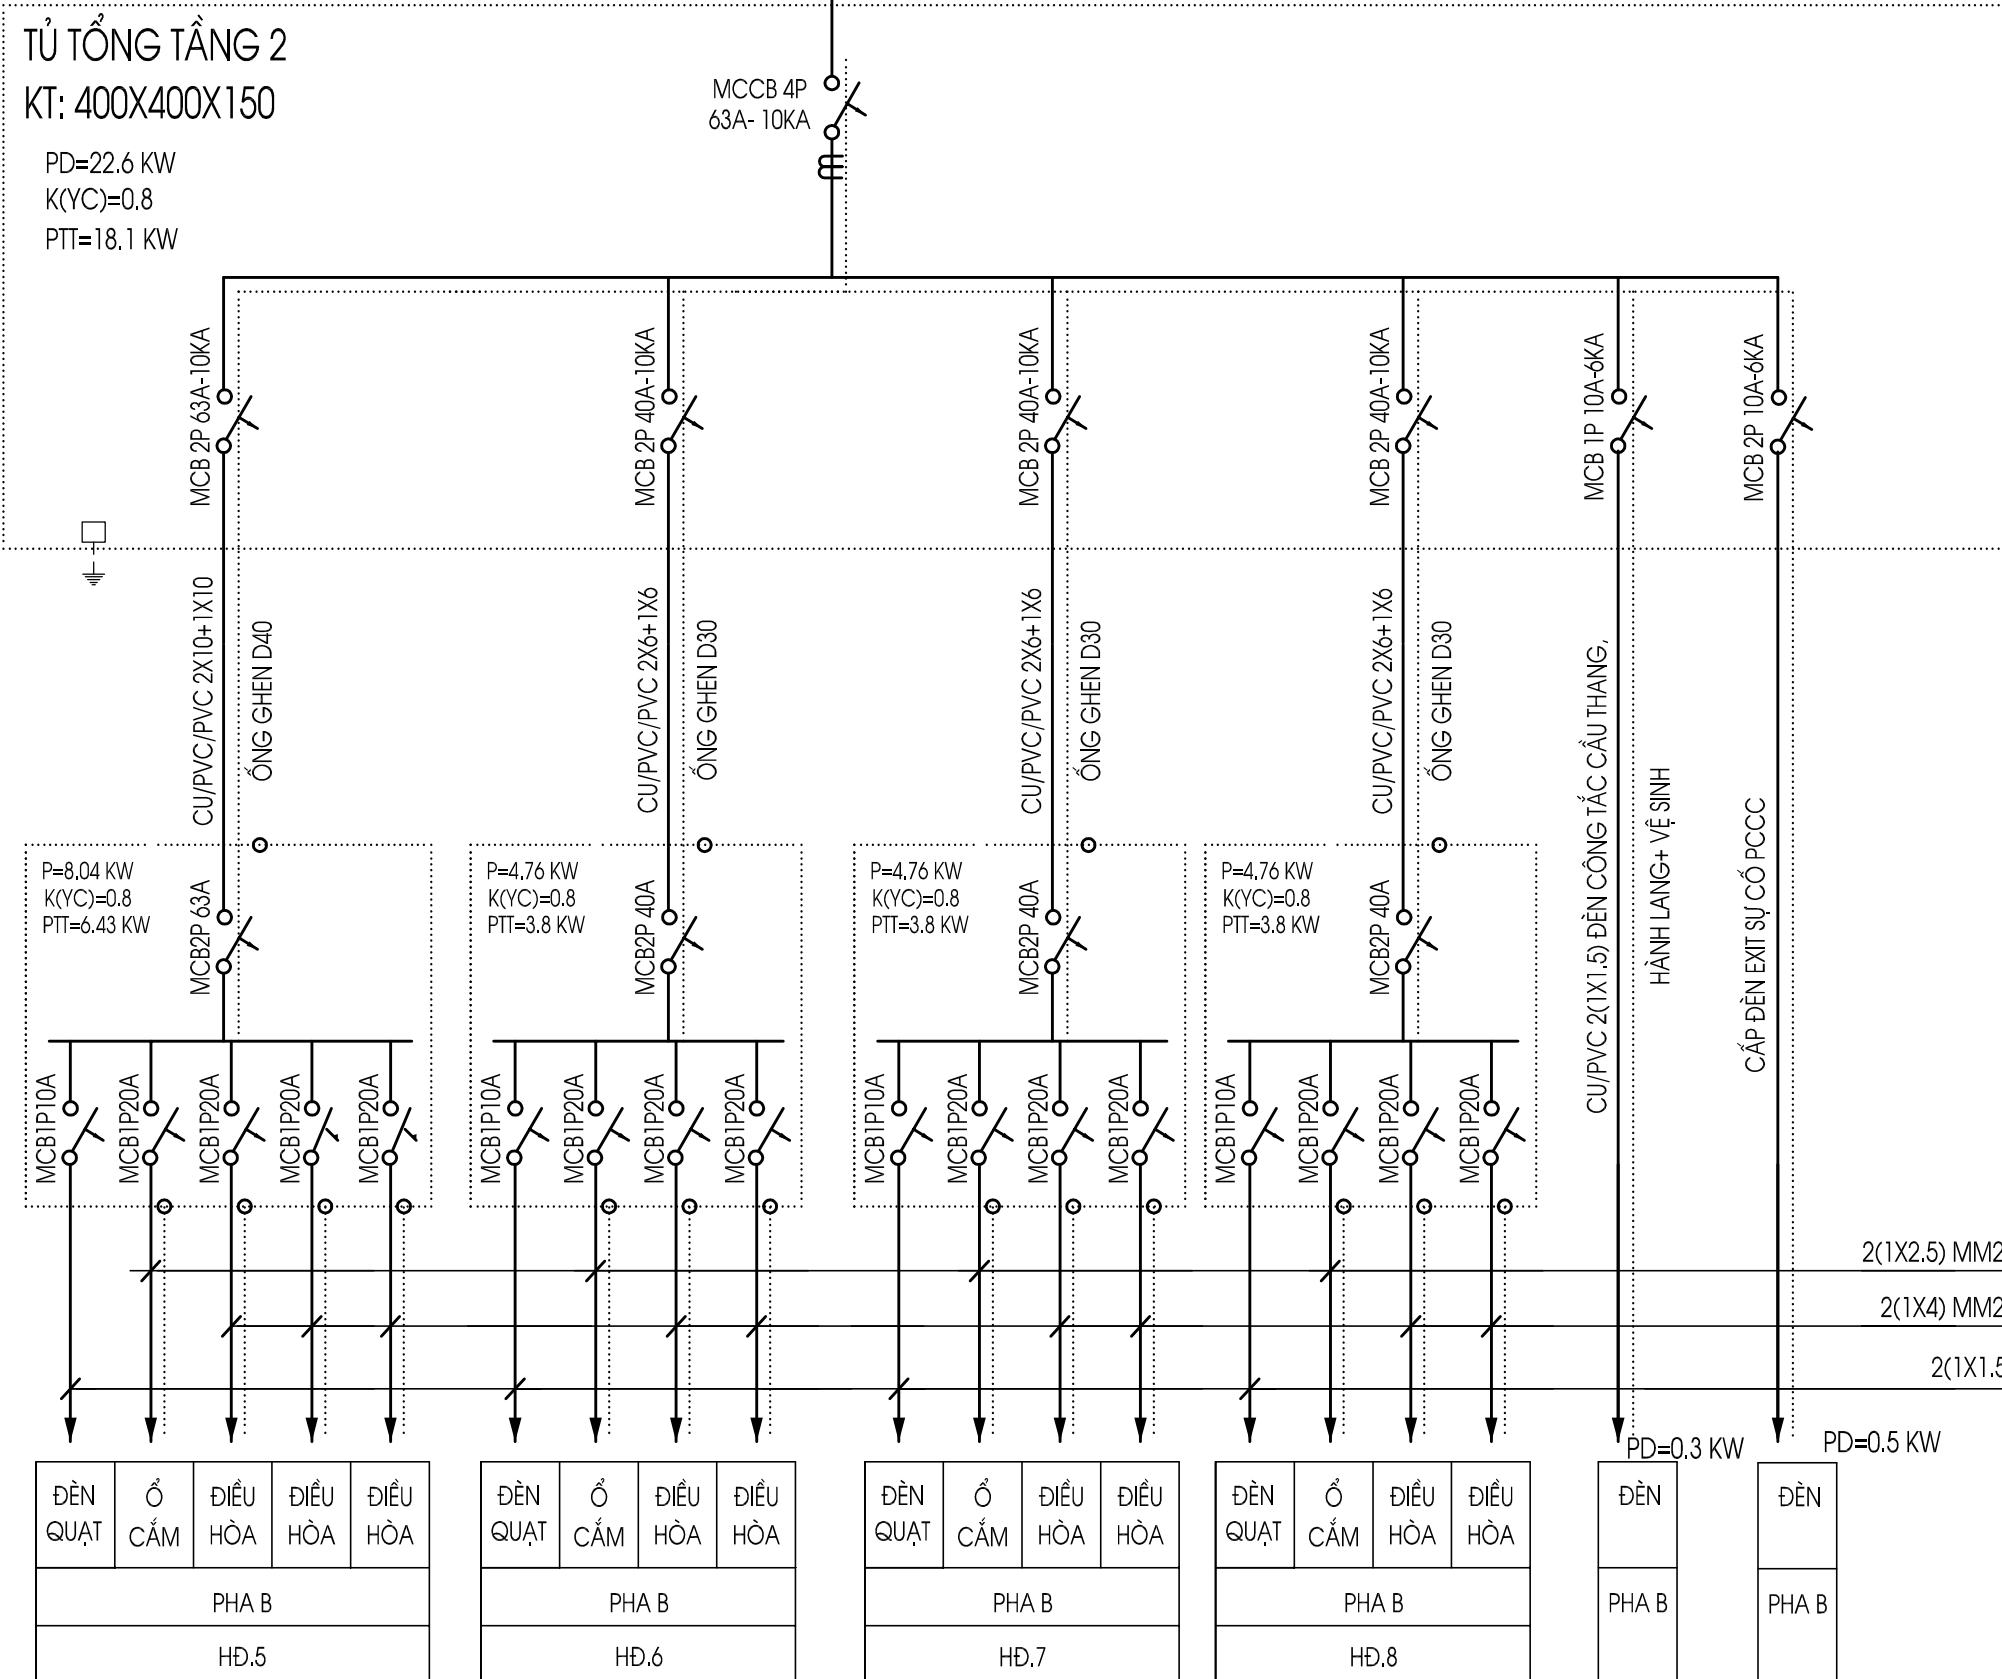 TỦ TỔNG TẦNG 2
KT: 400X400X150
PD=22.6 KW
K(YC)=0.8
PTT=18.1 KW
MCCB 4P
63A- 10KA
MCB 2P 63A-10KA
MCB 2P 40A-10KA
MCB 2P 40A-10KA
MCB 2P 40A-10KA
MCB 1P 10A-6KA
MCB 2P 10A-6KA
CU/PVC/PVC 2X10+1X10
ỐNG GHEN D40
CU/PVC/PVC 2X6+1X6
ỐNG GHEN D30
CU/PVC/PVC 2X6+1X6
ỐNG GHEN D30
CU/PVC/PVC 2X6+1X6
ỐNG GHEN D30
CU/PVC 2(1X1.5) ĐÈN CÔNG TẮC CẦU THANG,
HÀNH LANG+ VỆ SINH
CẤP ĐÈN EXIT SỰ CỐ PCCC
P=8.04 KW
K(YC)=0.8
PTT=6.43 KW
MCB2P 63A
P=4.76 KW
K(YC)=0.8
PTT=3.8 KW
MCB2P 40A
P=4.76 KW
K(YC)=0.8
PTT=3.8 KW
MCB2P 40A
P=4.76 KW
K(YC)=0.8
PTT=3.8 KW
MCB2P 40A
MCB1P10A
MCB1P20A
MCB1P20A
MCB1P20A
MCB1P20A
MCB1P10A
MCB1P20A
MCB1P20A
MCB1P20A
MCB1P10A
MCB1P20A
MCB1P20A
MCB1P20A
MCB1P10A
MCB1P20A
MCB1P20A
MCB1P20A
2(1X2.5) MM2
2(1X4) MM2
2(1X1.5
PD=0.3 KW
PD=0.5 KW
ĐÈN
QUẠT
Ổ
CẮM
ĐIỀU
HÒA
ĐIỀU
HÒA
ĐIỀU
HÒA
PHA B
HĐ.5
ĐÈN
QUẠT
Ổ
CẮM
ĐIỀU
HÒA
ĐIỀU
HÒA
PHA B
HĐ.6
ĐÈN
QUẠT
Ổ
CẮM
ĐIỀU
HÒA
ĐIỀU
HÒA
PHA B
HĐ.7
ĐÈN
QUẠT
Ổ
CẮM
ĐIỀU
HÒA
ĐIỀU
HÒA
PHA B
HĐ.8
ĐÈN
PHA B
ĐÈN
PHA B